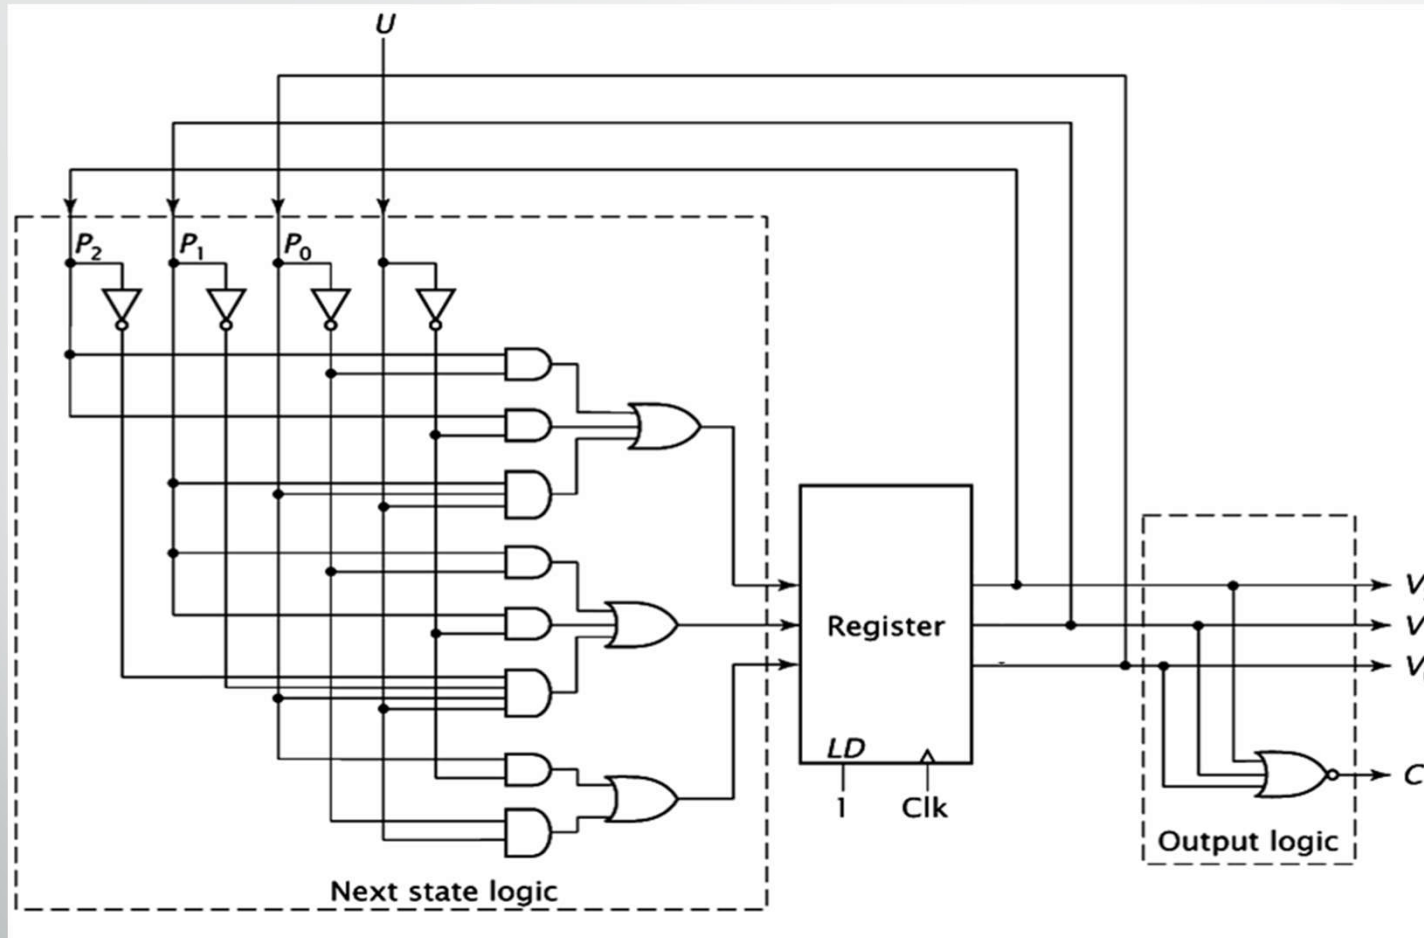 U
P2
P1
P0
Register
LD
1
Clk
V
V
V
C
Output logic
Next state logic